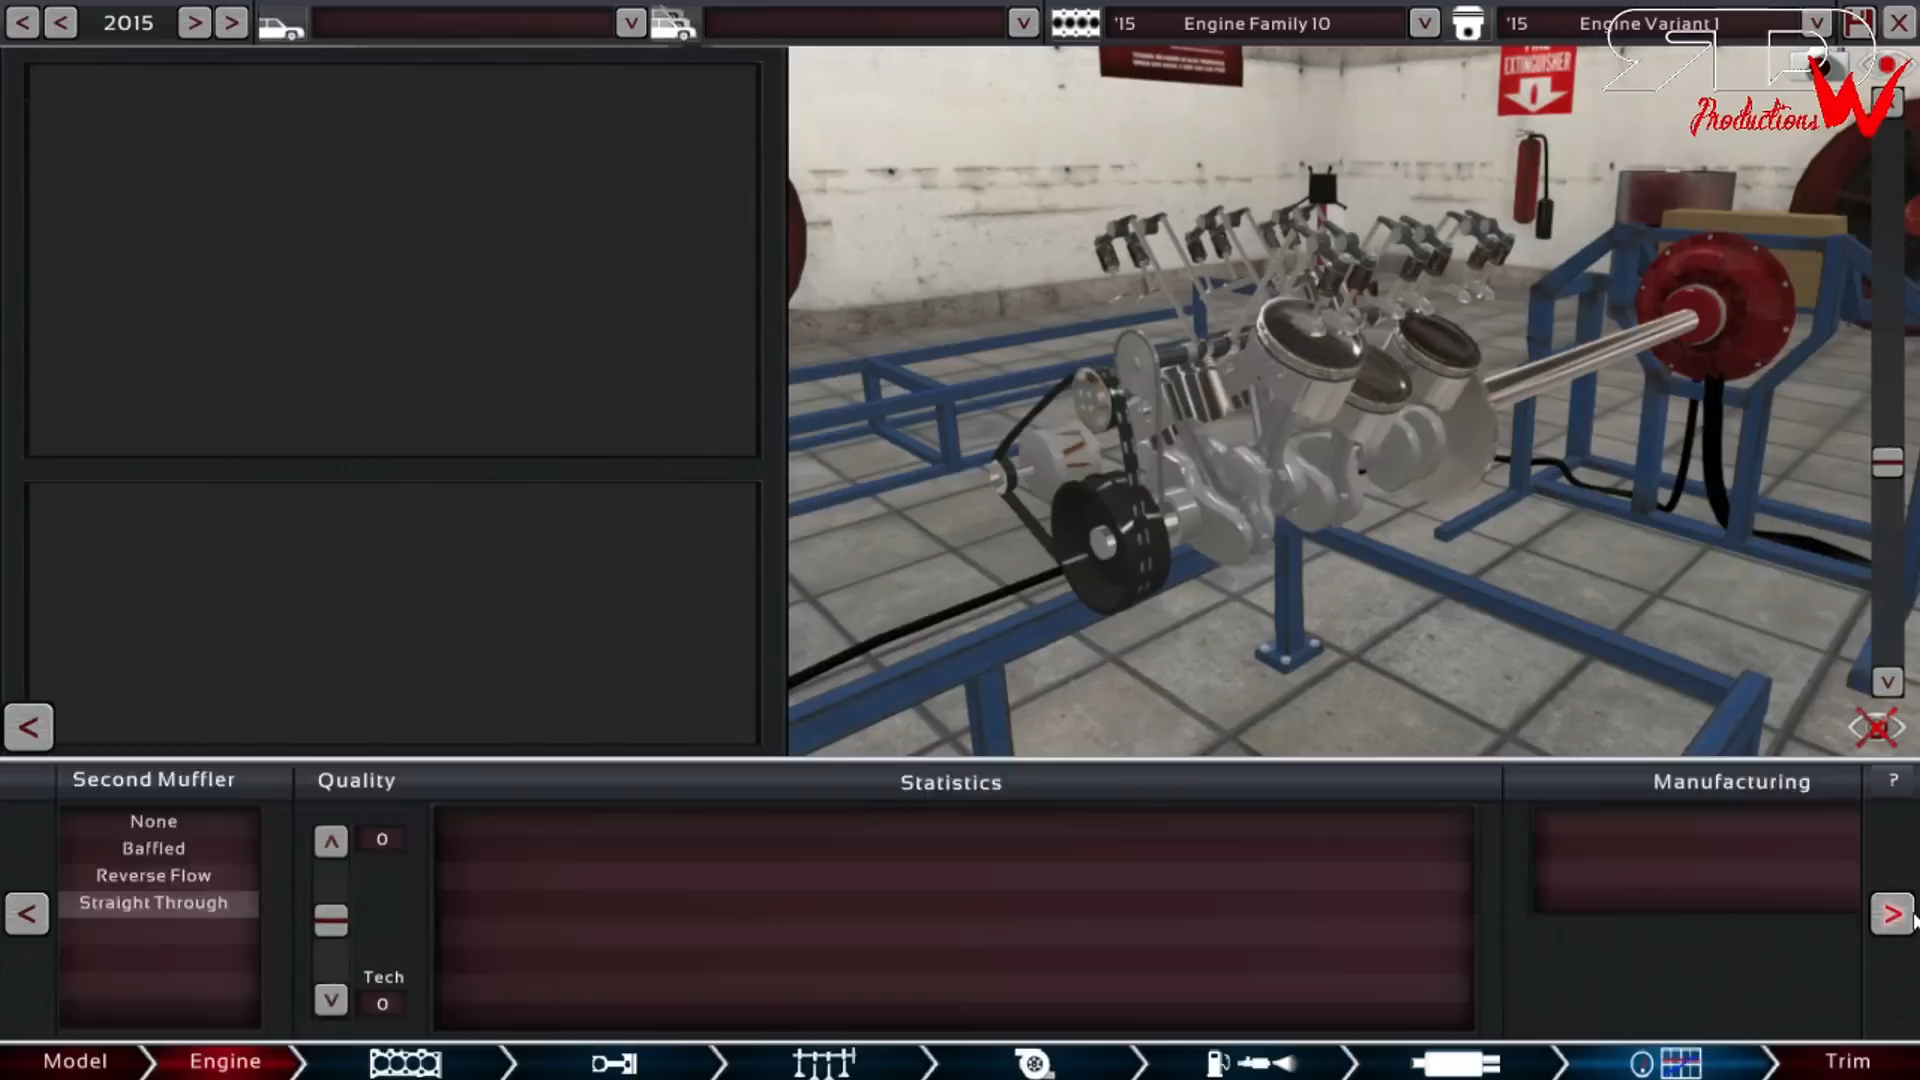 < < 2015 > > v v '15 Engine Family 10 v '15 Engine Variant 1 v X
EXTINGUISHER
Productions W
v
<
Second Muffler Quality Statistics Manufacturing ?
None
Baffled
Reverse Flow
Straight Through
0
Tech
0
< >
Model Engine Trim